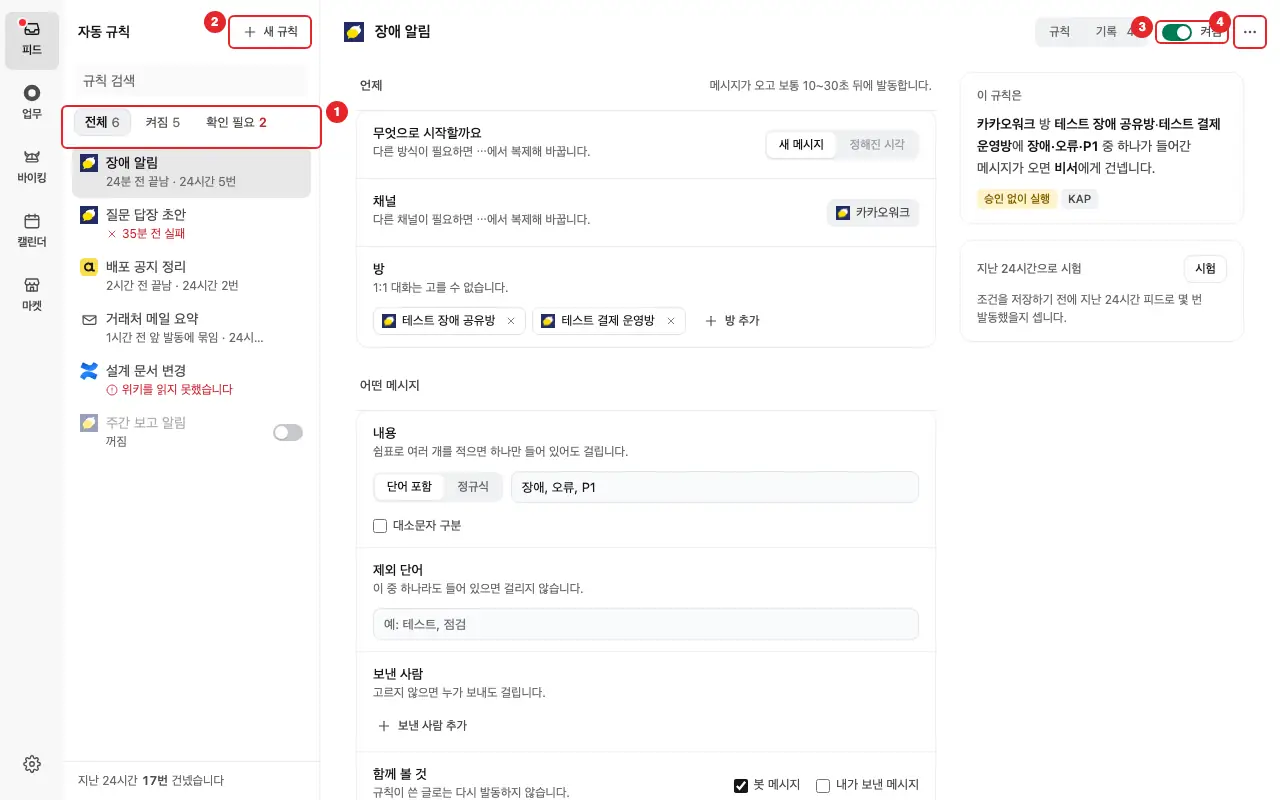 피드
업무
바이킹
캘린더
마켓
자동 규칙
2
새 규칙
규칙 검색
전체 6
켜짐 5
확인 필요 2
1
장애 알림
24분 전 끝남 · 24시간 5번
질문 답장 초안
× 35분 전 실패
배포 공지 정리
2시간 전 끝남 · 24시간 2번
거래처 메일 요약
1시간 전 앞 발동에 묶임 · 24시...
설계 문서 변경
위키를 읽지 못했습니다
주간 보고 알림
꺼짐
지난 24시간 17번 건넸습니다
장애 알림
규칙
기록
3
4
언제
메시지가 오고 보통 10~30초 뒤에 발동합니다.
무엇으로 시작할까요
다른 방식이 필요하면 ⋯에서 복제해 바꿉니다.
새 메시지
정해진 시각
채널
다른 채널이 필요하면 ⋯에서 복제해 바꿉니다.
카카오워크
방
1:1 대화는 고를 수 없습니다.
테스트 장애 공유방 ×
테스트 결제 운영방 ×
+ 방 추가
어떤 메시지
내용
쉼표로 여러 개를 적으면 하나만 들어 있어도 걸립니다.
단어 포함
정규식
장애, 오류, P1
대소문자 구분
제외 단어
이 중 하나라도 들어 있으면 걸리지 않습니다.
예: 테스트, 점검
보낸 사람
고르지 않으면 누가 보내도 걸립니다.
+ 보낸 사람 추가
함께 볼 것
규칙이 쓴 글로는 다시 발동하지 않습니다.
봇 메시지
내가 보낸 메시지
이 규칙은
카카오워크 방 테스트 장애 공유방·테스트 결제
운영방에 장애·오류·P1 중 하나가 들어간
메시지가 오면 비서에게 건넵니다.
승인 없이 실행
KAP
지난 24시간으로 시험
시험
조건을 저장하기 전에 지난 24시간 피드로 몇 번
발동했을지 셉니다.